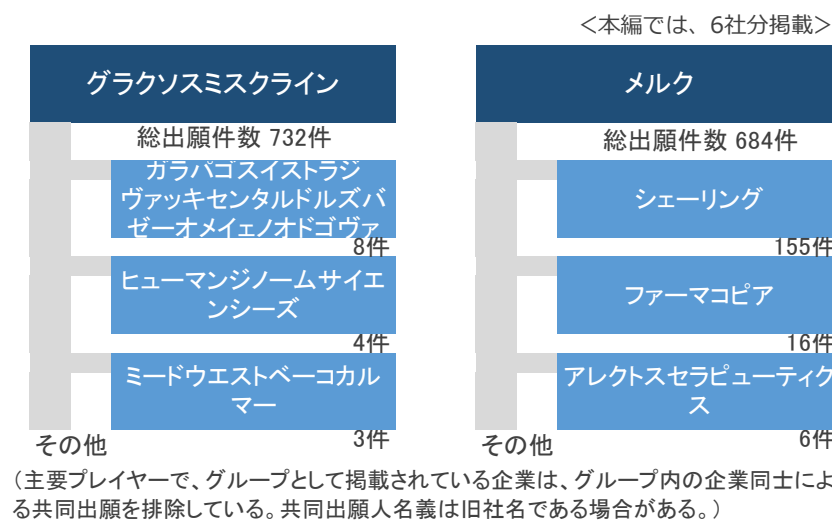 ＜本編では、6社分掲載＞
グラクソスミスクライン
総出願件数 732件
ガラパゴスイストラジ
ヴァッキセンタルドルズバ
ゼーオメイェノオドゴヴァ
8件
ヒューマンジノームサイエ
ンシーズ
4件
ミードウエストベーコカル
マー
3件
その他
メルク
総出願件数 684件
シェーリング
155件
ファーマコピア
16件
アレクトスセラピューティク
ス
6件
その他
（主要プレイヤーで、グループとして掲載されている企業は、グループ内の企業同士によ
る共同出願を排除している。共同出願人名義は旧社名である場合がある。）